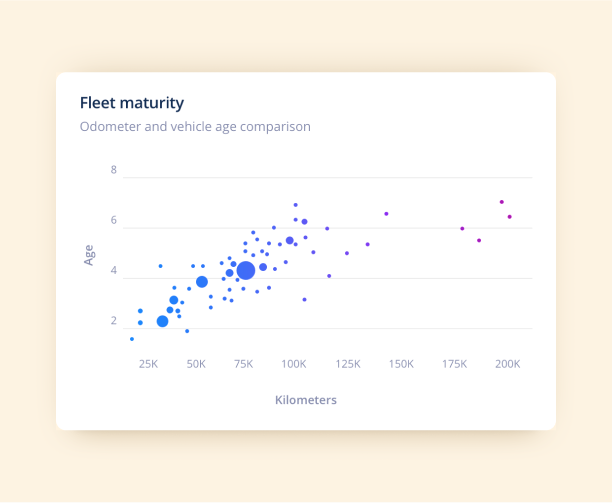 Fleet maturity
Odometer and vehicle age comparison
8
6
Age
4
2
25K 50K 75K 100K 125K 150K 175K 200K
Kilometers